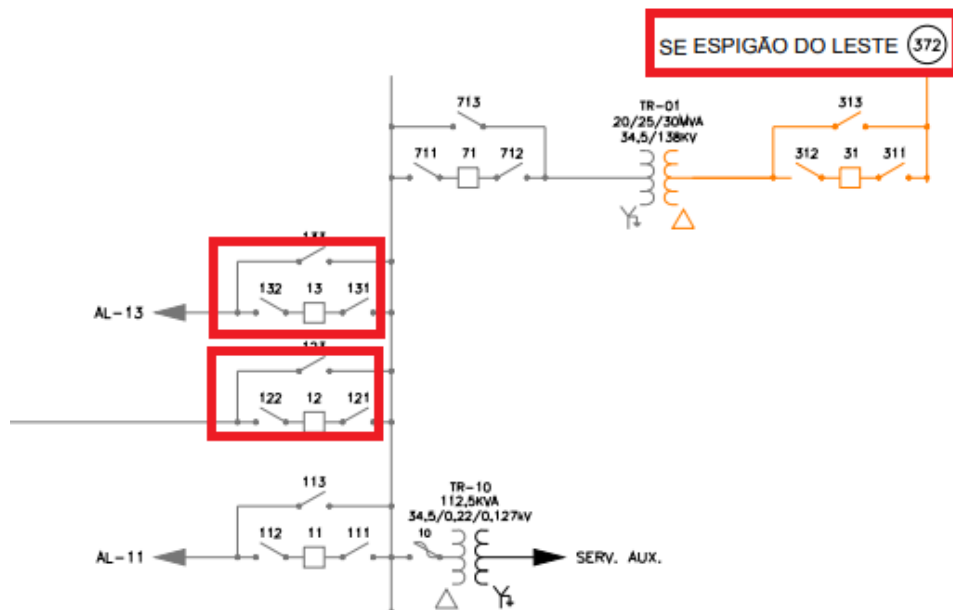 SE ESPIGÃO DO LESTE 372
713
TR-01
20/25/30MVA
34,5/138KV
313
711 71 712
312 31 311
133
132 13 131
AL-13
123
122 12 121
113
TR-10
112,5KVA
34,5/0,22/0,127kV
112 11 111
10
AL-11
SERV. AUX.